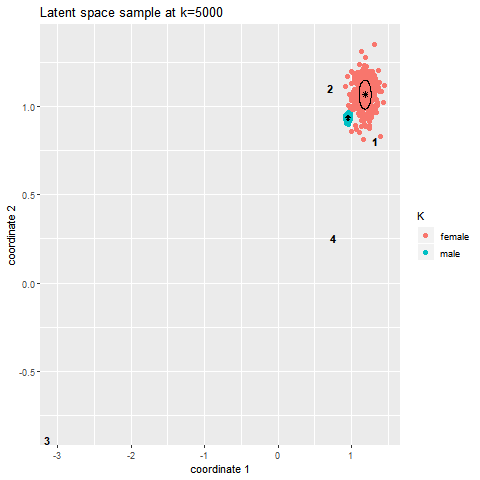 Latent space sample at k=5000
2
1
4
3
1.0
0.5
0.0
-0.5
coordinate 2
-3
-2
-1
0
1
coordinate 1
K
female
male